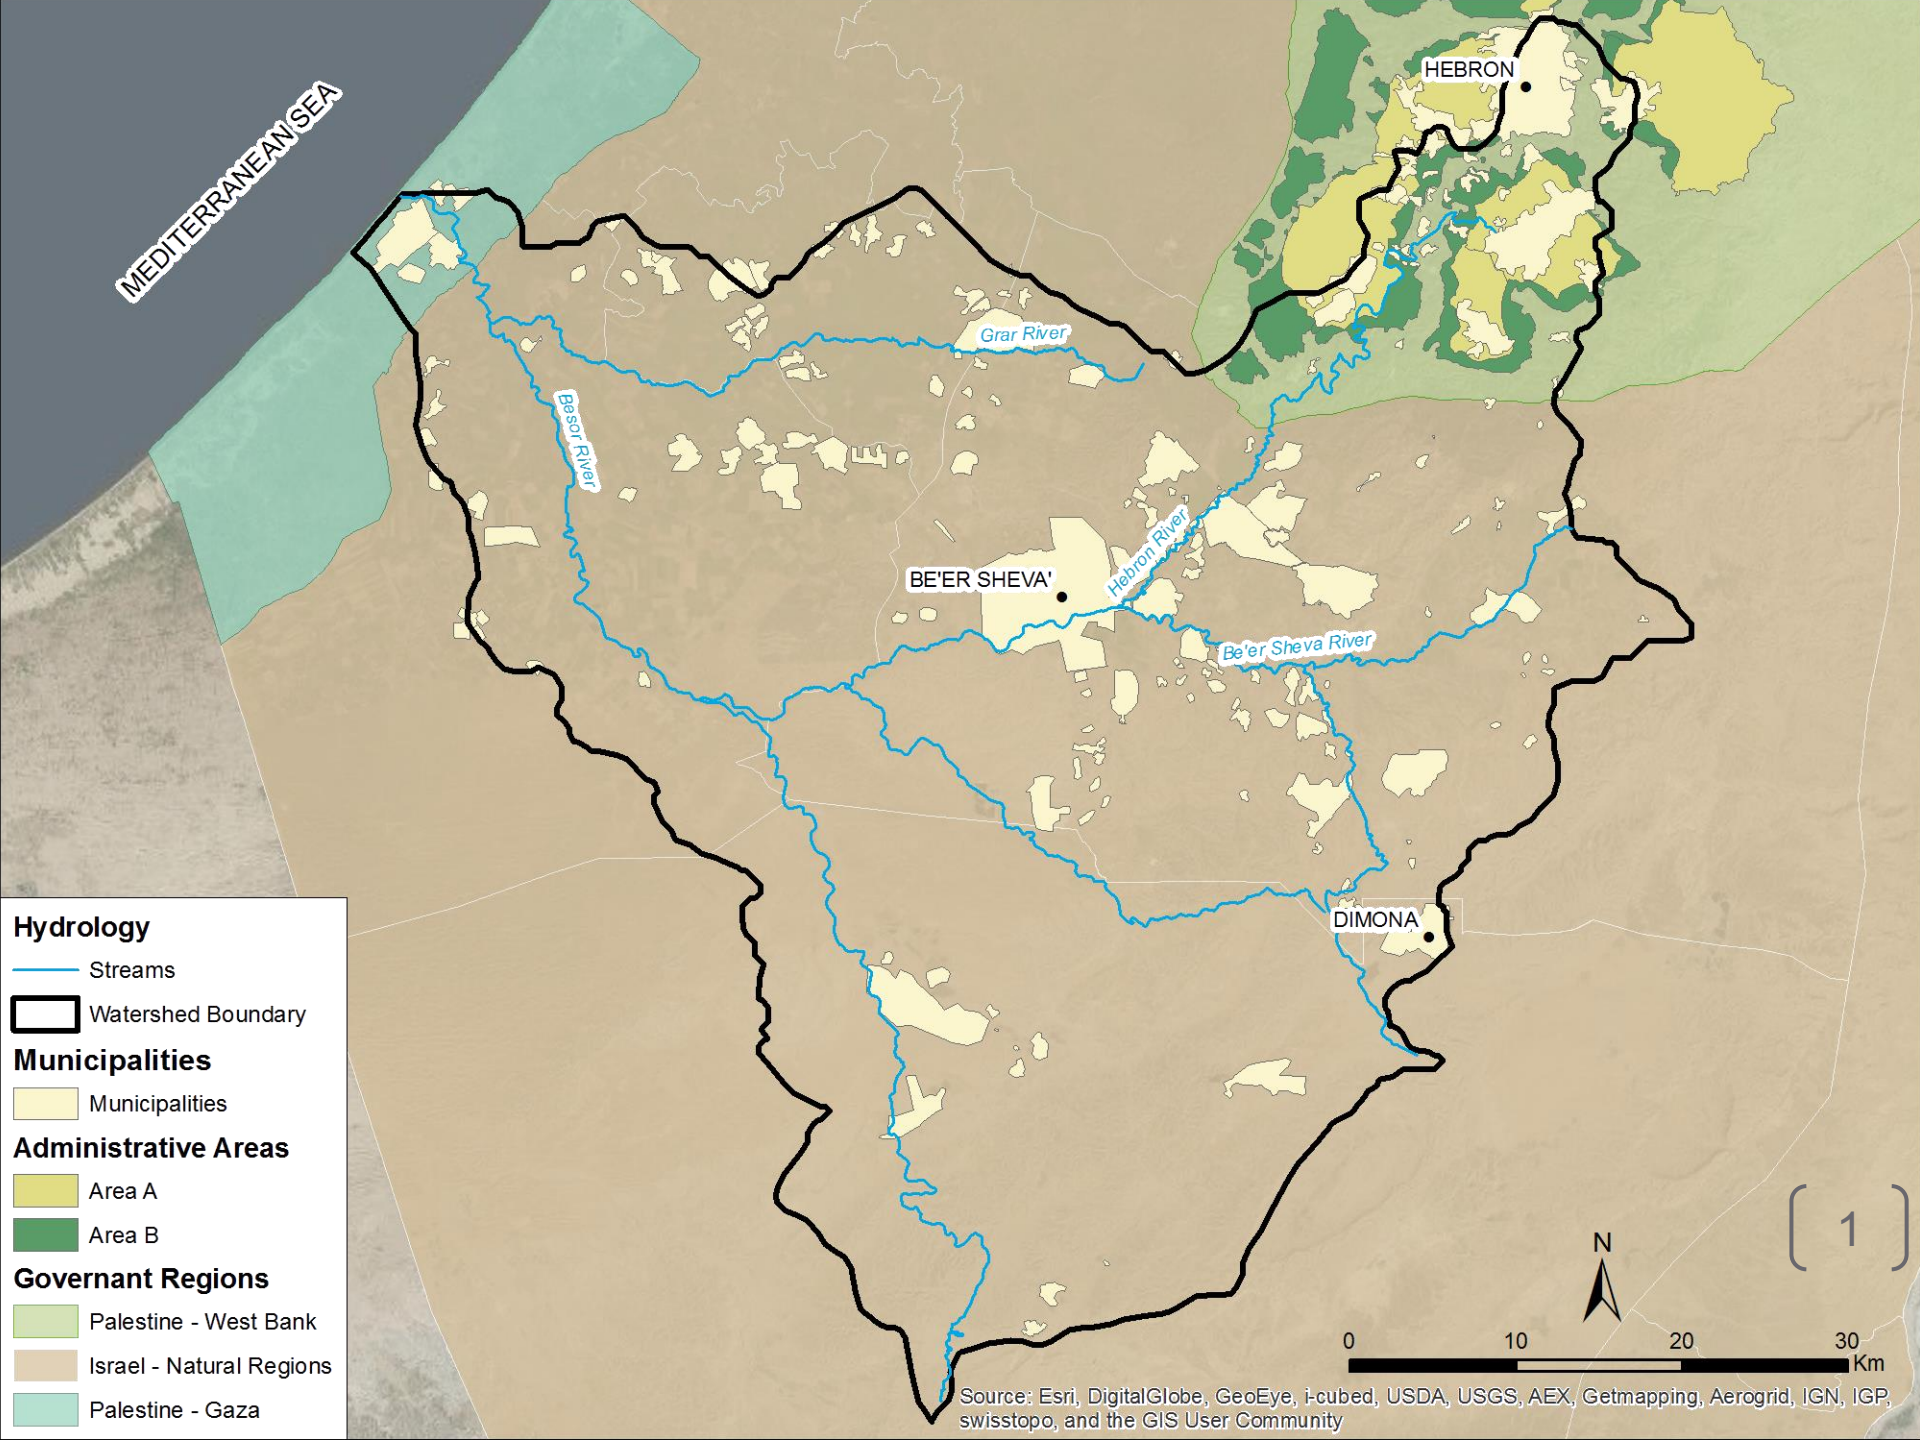 HEBRON
MEDITERRANEAN SEA
Grar River
Besor River
Hebron River
BE'ER SHEVA'
Be'er Sheva River
DIMONA
Hydrology
Streams
Watershed Boundary
Municipalities
Municipalities
Administrative Areas
Area A
Area B
Governant Regions
Palestine - West Bank
Israel - Natural Regions
Palestine - Gaza
1
N
0 10 20 30
Km
Source: Esri, DigitalGlobe, GeoEye, i-cubed, USDA, USGS, AEX, Getmapping, Aerogrid, IGN, IGP,
swisstopo, and the GIS User Community